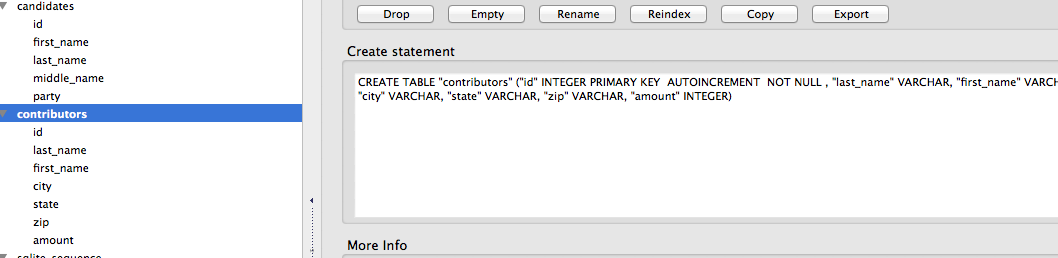 candidates
id
first_name
last_name
middle_name
party
contributors
id
last_name
first_name
city
state
zip
amount
sqlite_sequence
Drop Empty Rename Reindex Copy Export
Create statement
CREATE TABLE "contributors" ("id" INTEGER PRIMARY KEY  AUTOINCREMENT  NOT NULL , "last_name" VARCHAR, "first_name" VARCH
"city" VARCHAR, "state" VARCHAR, "zip" VARCHAR, "amount" INTEGER)
More Info